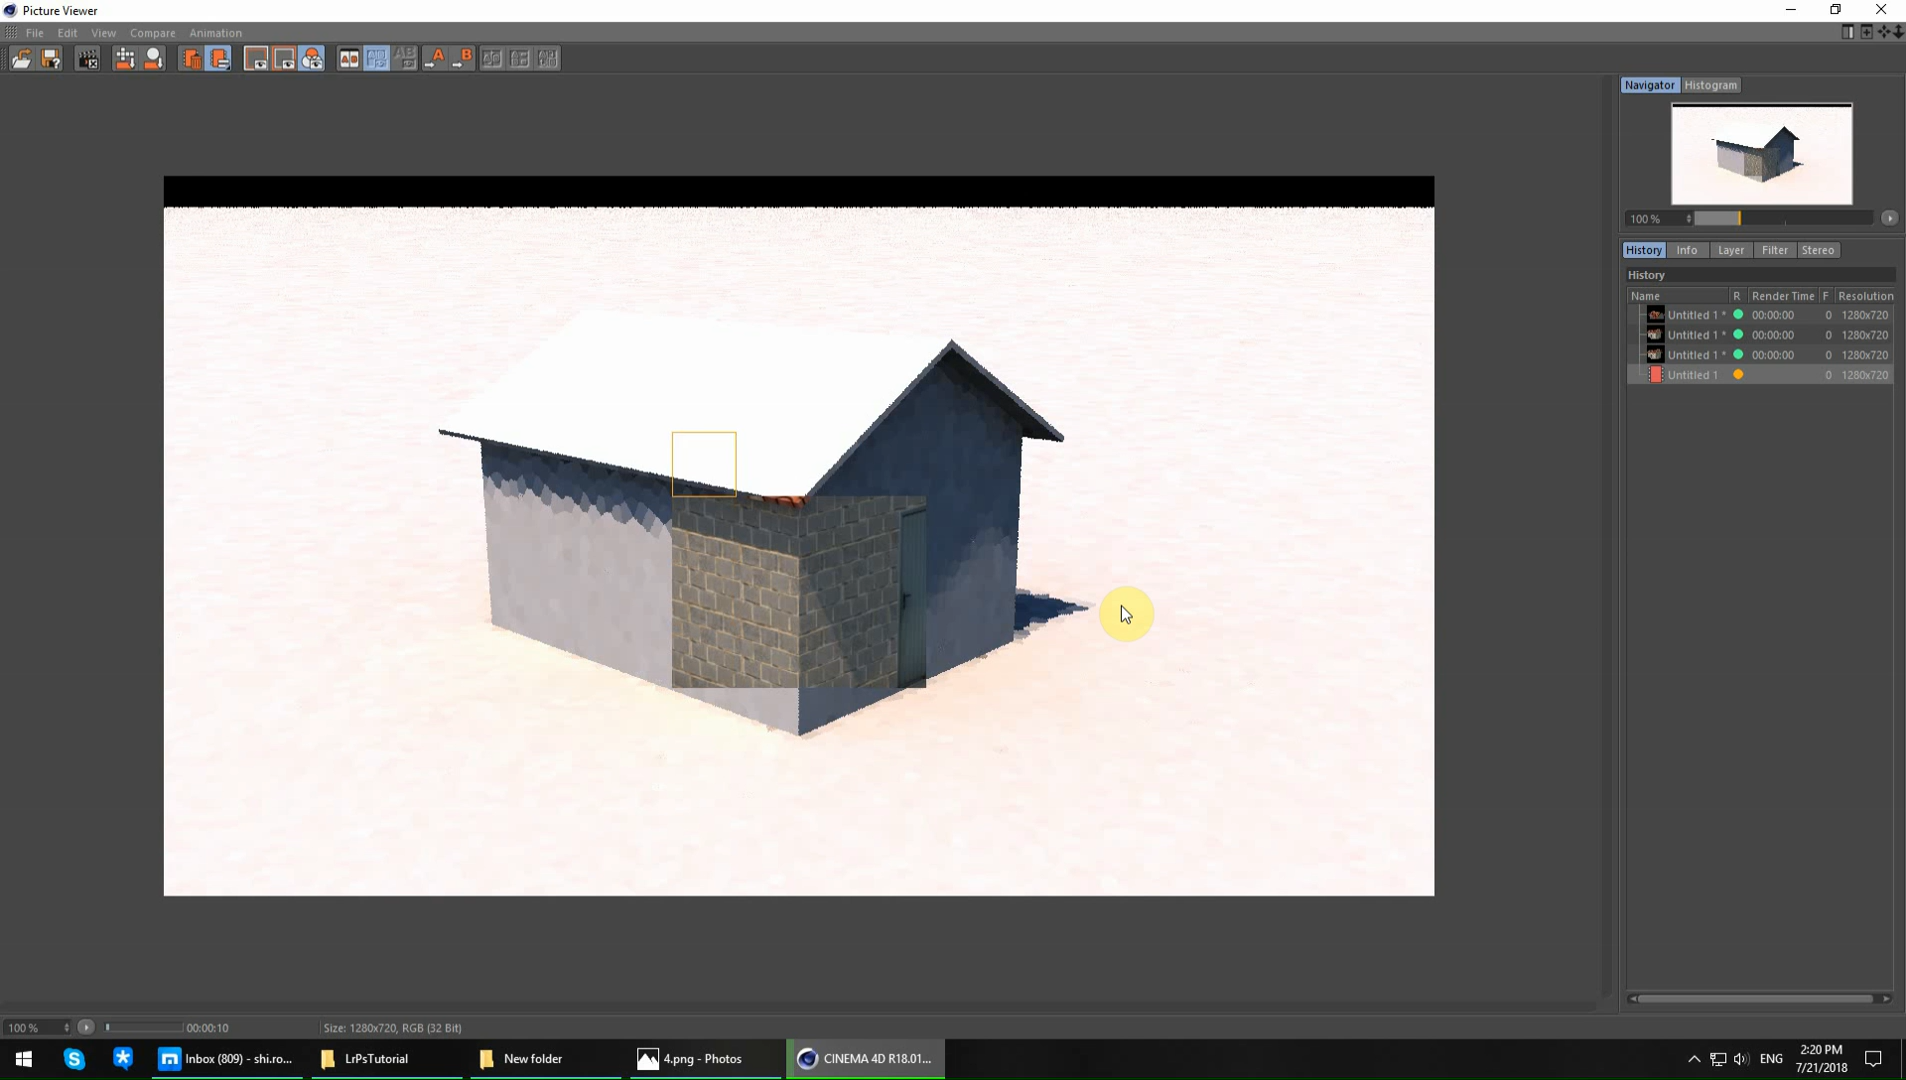 Picture Viewer
File Edit View Compare Animation
Navigator Histogram
100 %
History Info Layer Filter Stereo
History
Name R Render Time F Resolution
Untitled 1 * 00:00:00 0 1280x720
Untitled 1 * 00:00:00 0 1280x720
Untitled 1 * 00:00:00 0 1280x720
Untitled 1 0 1280x720
100 % 00:00:10 Size: 1280x720, RGB (32 Bit)
Inbox (809) - shi.ro... LrPsTutorial New folder 4.png - Photos CINEMA 4D R18.01... ENG 2:20 PM
7/21/2018